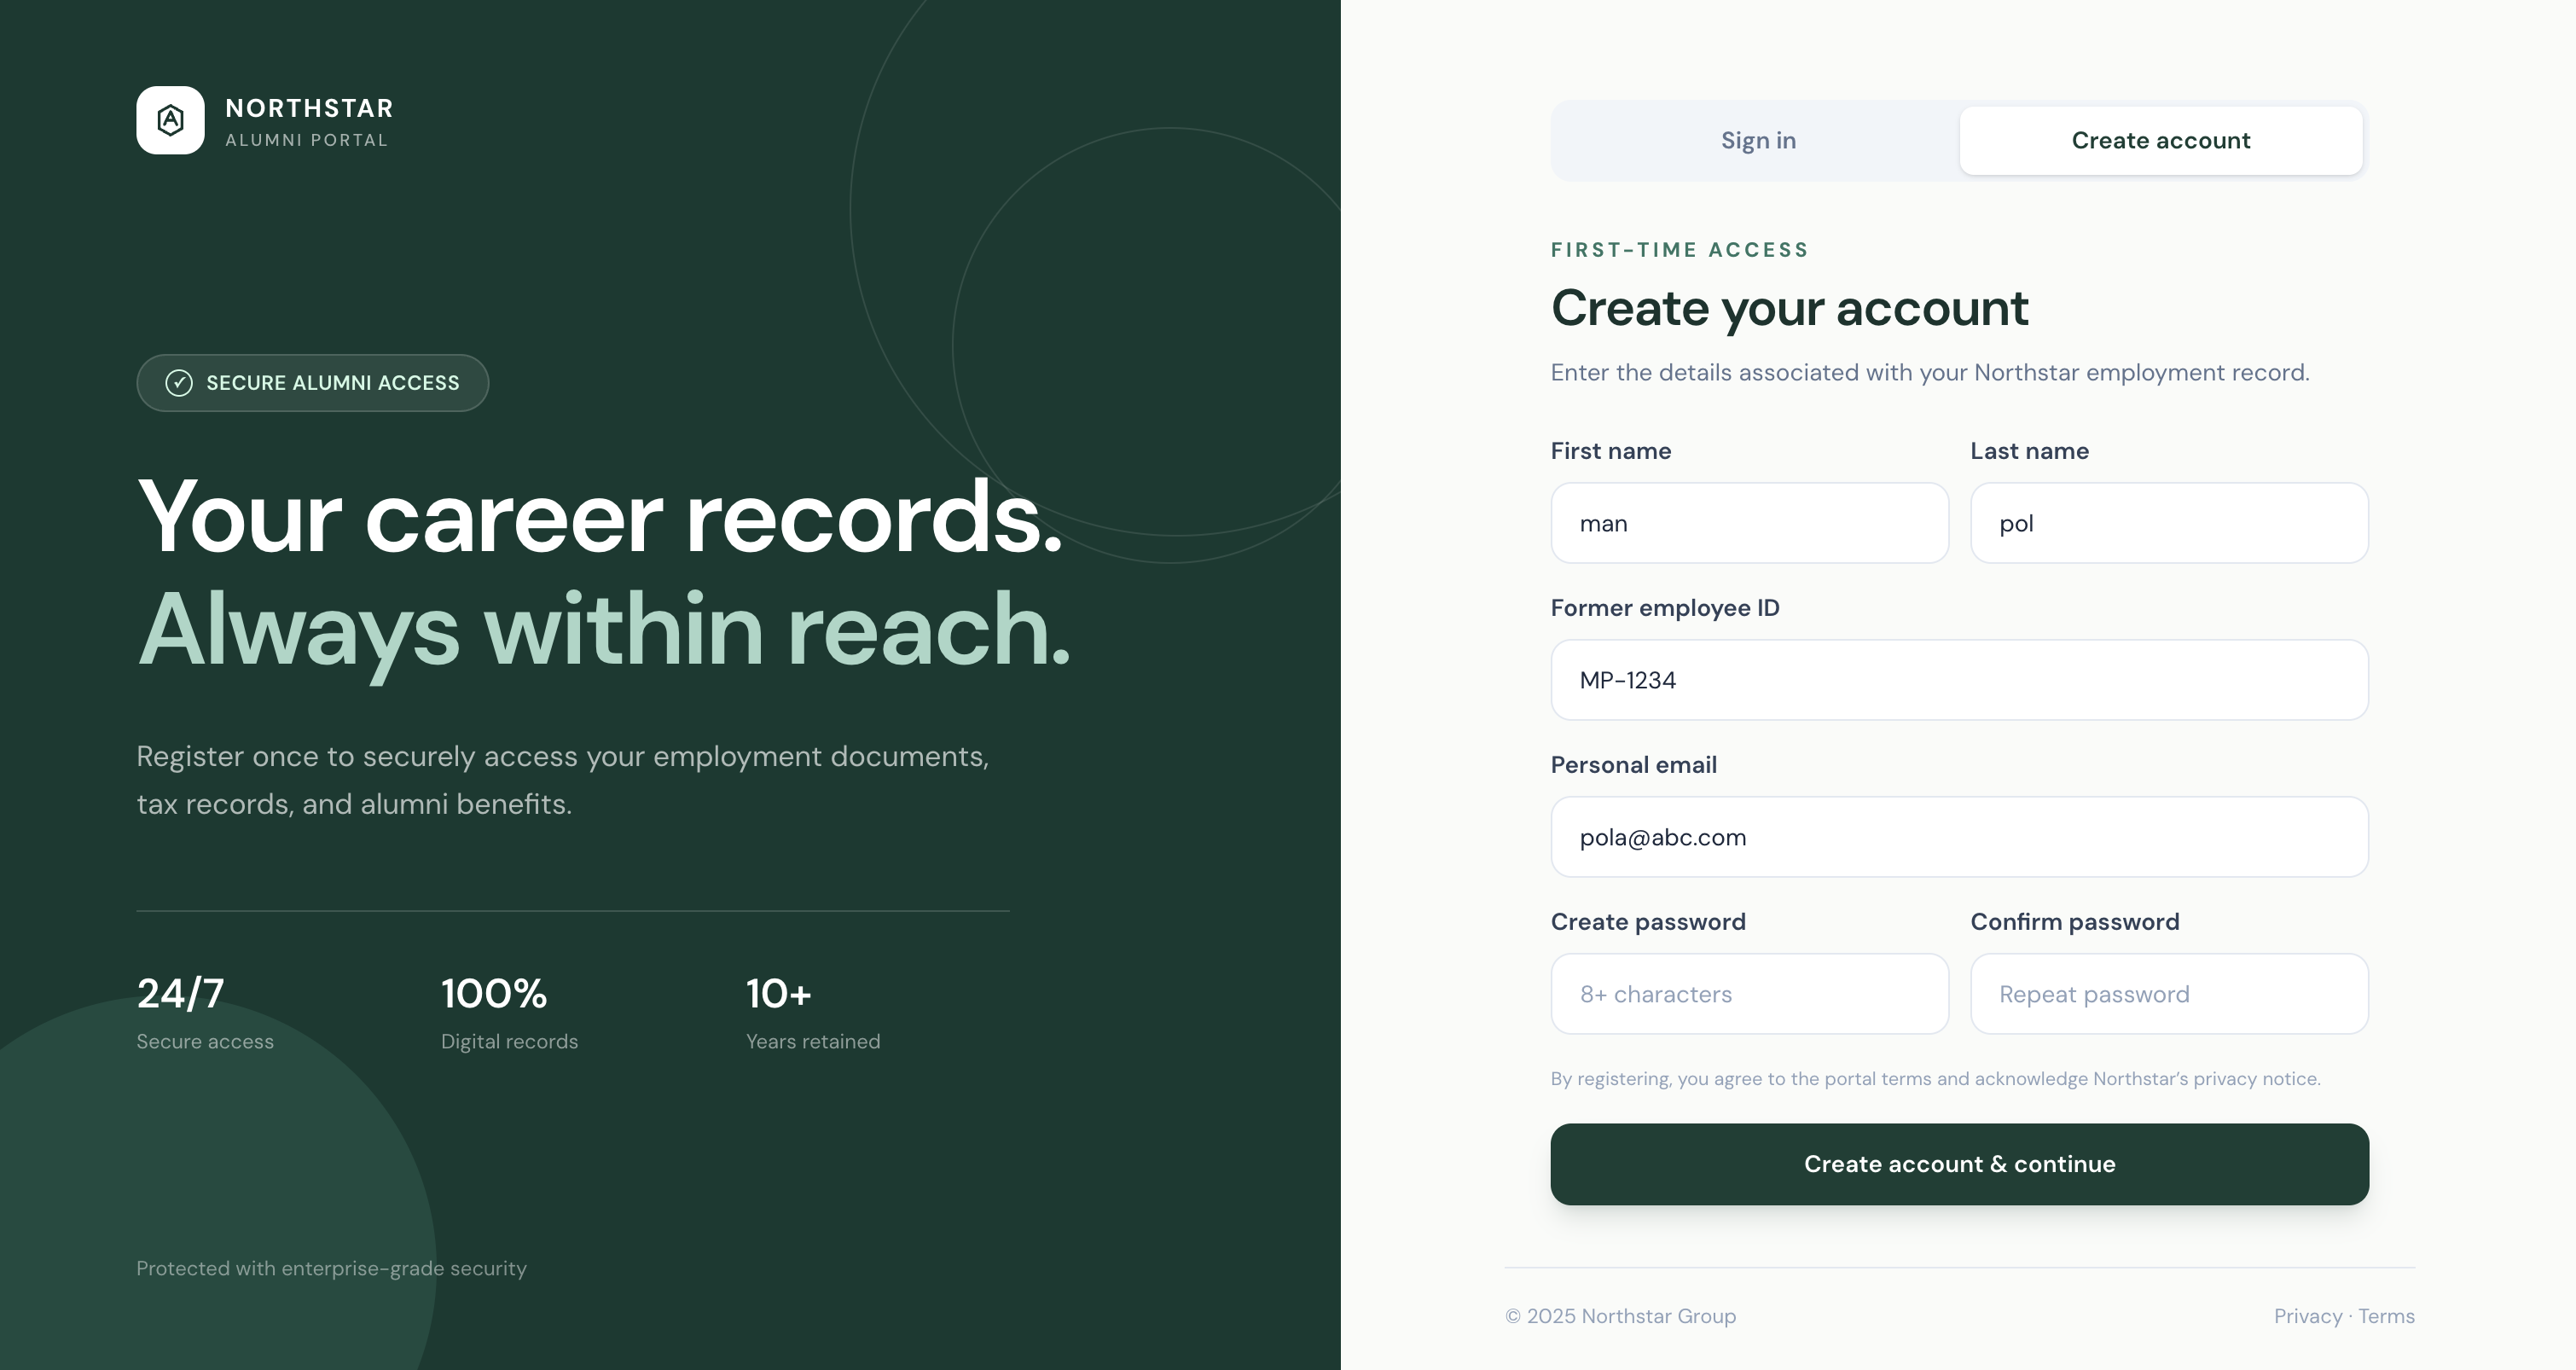 NORTHSTAR
ALUMNI PORTAL
SECURE ALUMNI ACCESS
Your career records.
Always within reach.
Register once to securely access your employment documents,
tax records, and alumni benefits.
24/7
Secure access
100%
Digital records
10+
Years retained
Protected with enterprise-grade security
Sign in
Create account
FIRST-TIME ACCESS
Create your account
Enter the details associated with your Northstar employment record.
First name
man
Last name
pol
Former employee ID
MP-1234
Personal email
pola@abc.com
Create password
8+ characters
Confirm password
Repeat password
By registering, you agree to the portal terms and acknowledge Northstar’s privacy notice.
Create account & continue
© 2025 Northstar Group
Privacy · Terms